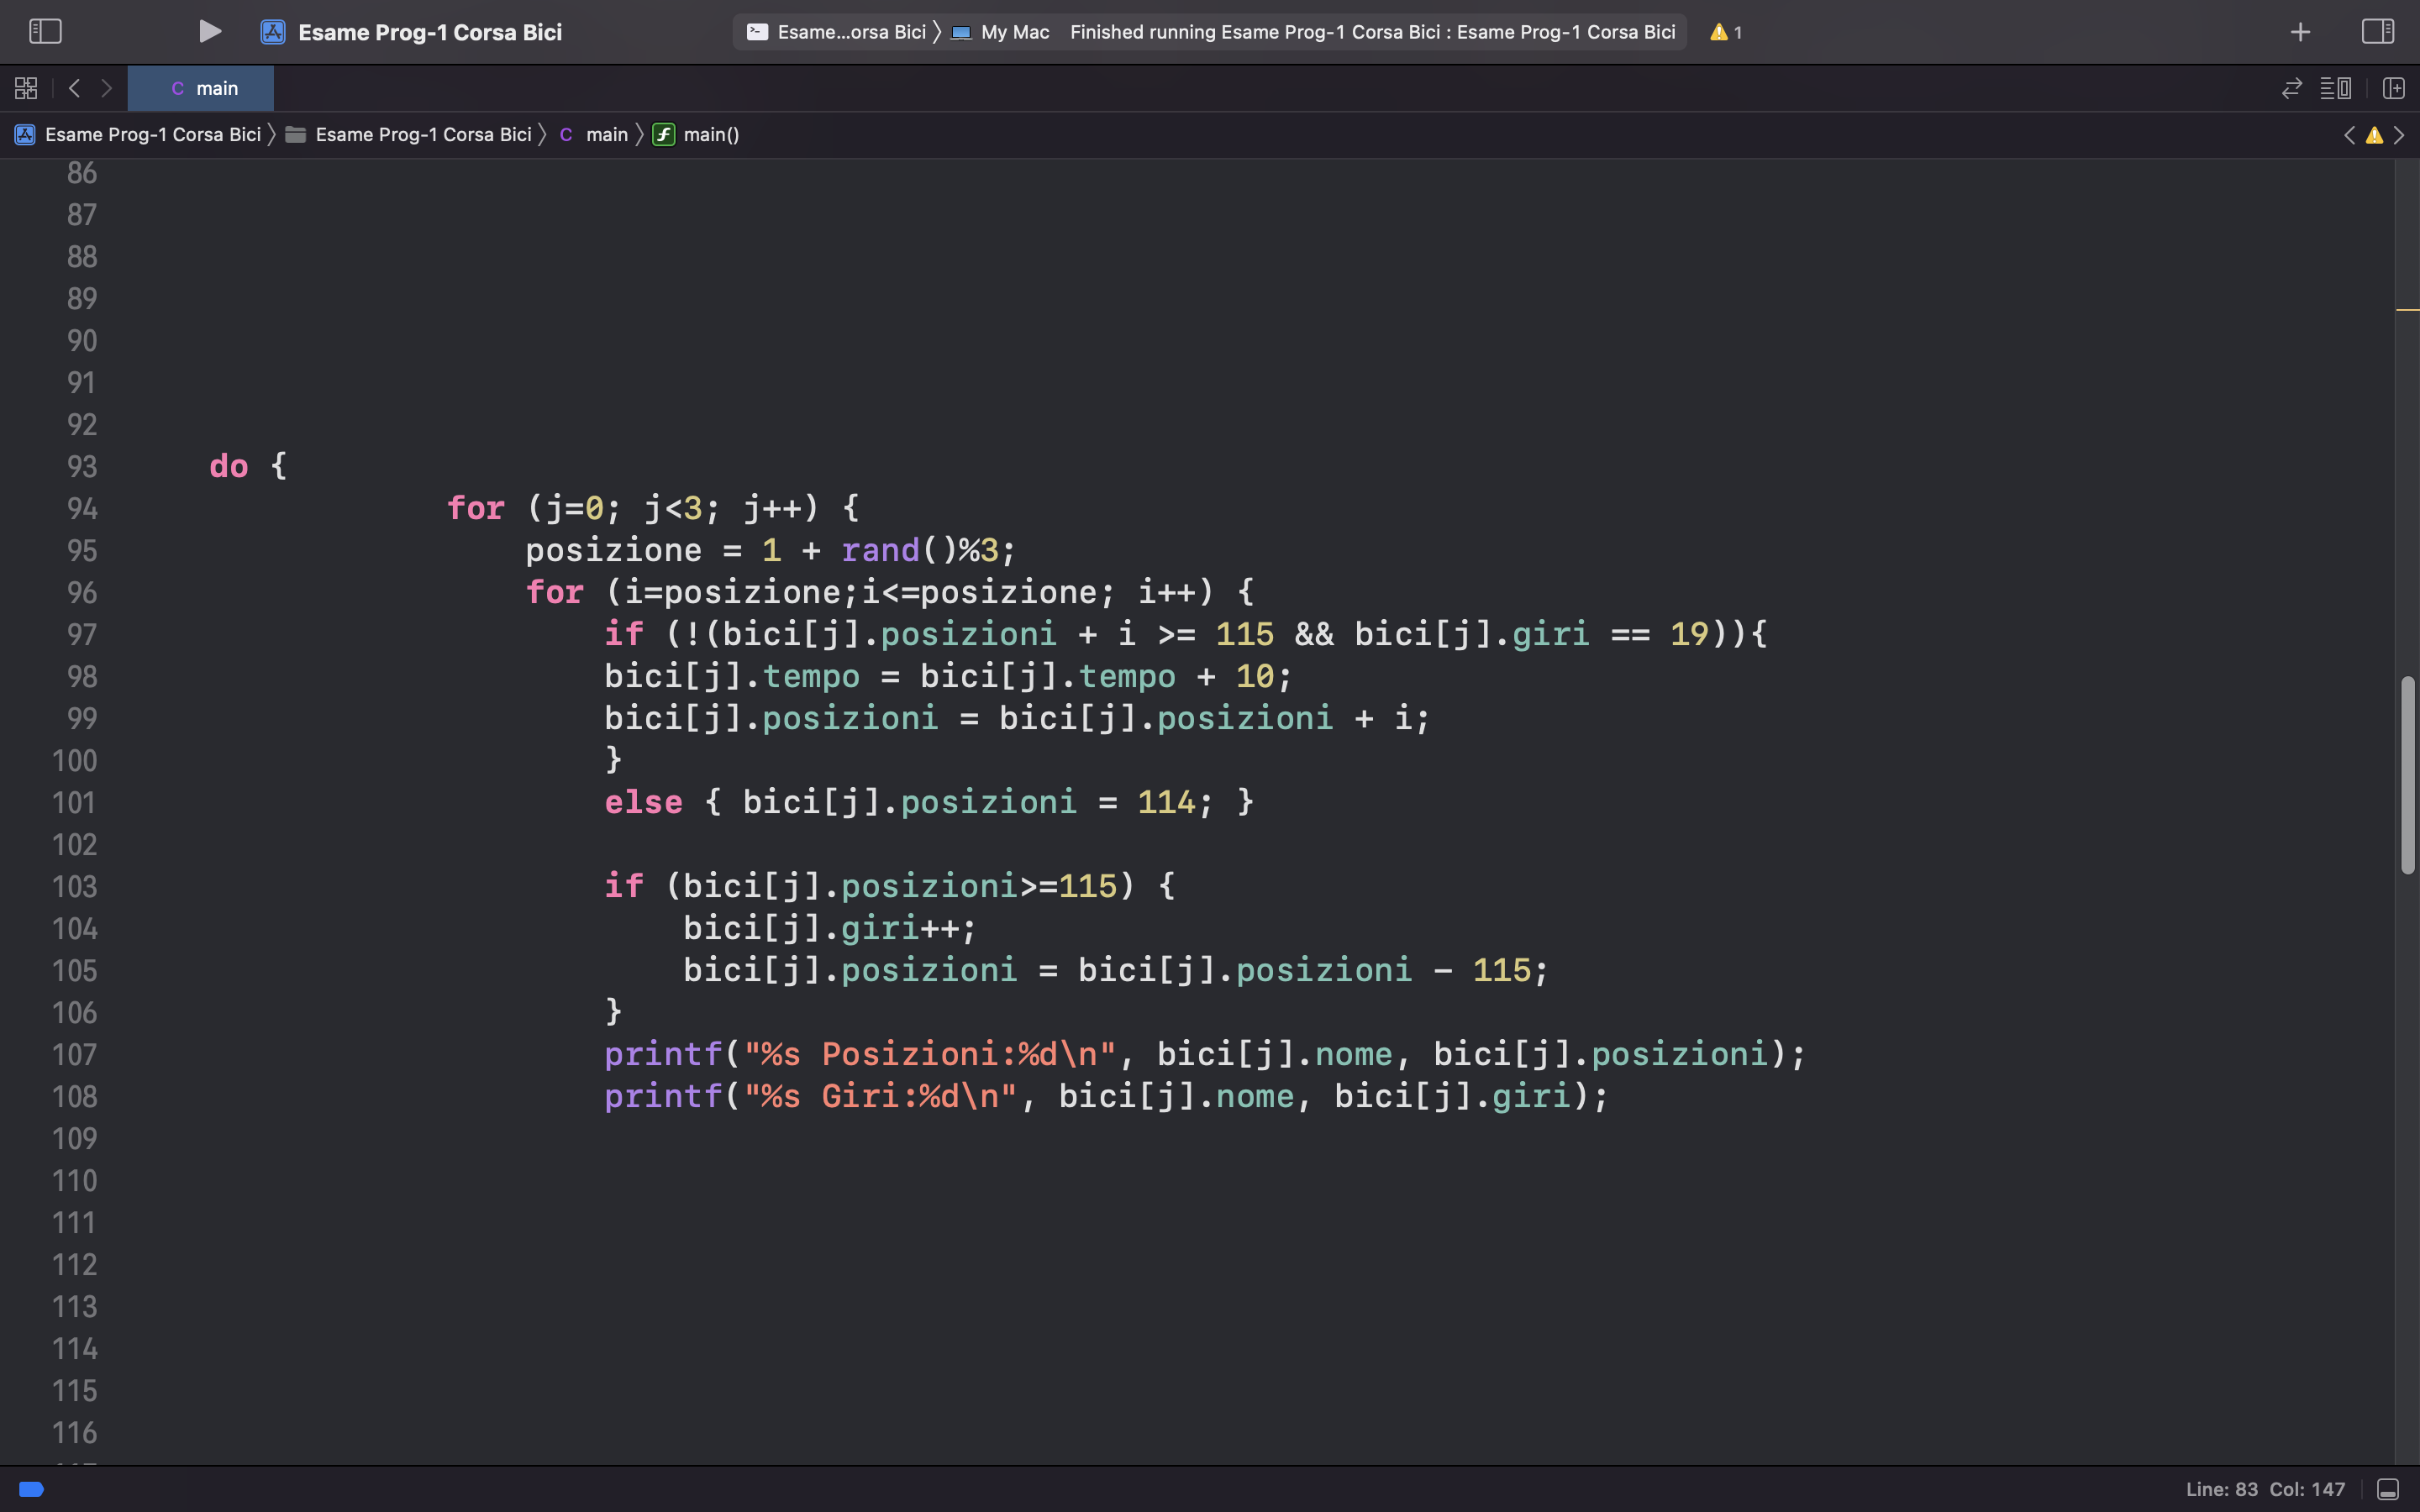 Esame Prog-1 Corsa Bici
Esame...orsa Bici 〉 My Mac Finished running Esame Prog-1 Corsa Bici : Esame Prog-1 Corsa Bici 1
C main
Esame Prog-1 Corsa Bici 〉 Esame Prog-1 Corsa Bici 〉 C main 〉 f main()
86
87
88
89
90
91
92
93 do {
94 for (j=0; j<3; j++) {
95 posizione = 1 + rand()%3;
96 for (i=posizione;i<=posizione; i++) {
97 if (!(bici[j].posizioni + i >= 115 && bici[j].giri == 19)){
98 bici[j].tempo = bici[j].tempo + 10;
99 bici[j].posizioni = bici[j].posizioni + i;
100 }
101 else { bici[j].posizioni = 114; }
102
103 if (bici[j].posizioni>=115) {
104 bici[j].giri++;
105 bici[j].posizioni = bici[j].posizioni - 115;
106 }
107 printf("%s Posizioni:%d\n", bici[j].nome, bici[j].posizioni);
108 printf("%s Giri:%d\n", bici[j].nome, bici[j].giri);
109
110
111
112
113
114
115
116
Line: 83 Col: 147